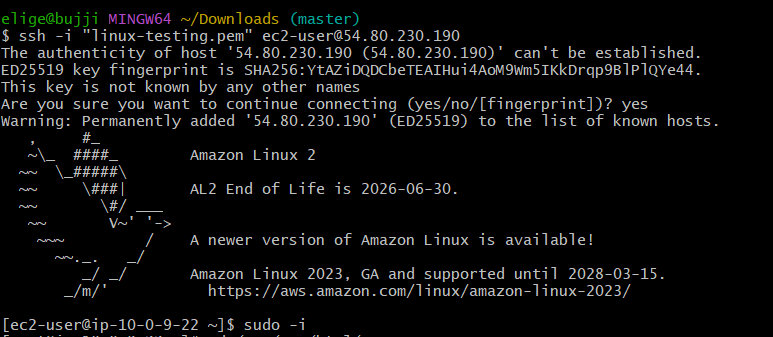 elige@bujji MINGW64 ~/Downloads (master)
$ ssh -i "linux-testing.pem" ec2-user@54.80.230.190
The authenticity of host '54.80.230.190 (54.80.230.190)' can't be established.
ED25519 key fingerprint is SHA256:YtAZiDQDCbeTEAIHui4AoM9Wm5IKkDrqp9BlPlQYe44.
This key is not known by any other names
Are you sure you want to continue connecting (yes/no/[fingerprint])? yes
Warning: Permanently added '54.80.230.190' (ED25519) to the list of known hosts.
   ,     #_
   ~\_  ####_        Amazon Linux 2
  ~~  \_#####\
  ~~     \###|       AL2 End of Life is 2026-06-30.
  ~~       \#/ ___
   ~~       V~' '->
    ~~~         /    A newer version of Amazon Linux is available!
      ~~._.   _/
         _/ _/       Amazon Linux 2023, GA and supported until 2028-03-15.
       _/m/'           https://aws.amazon.com/linux/amazon-linux-2023/
[ec2-user@ip-10-0-9-22 ~]$ sudo -i